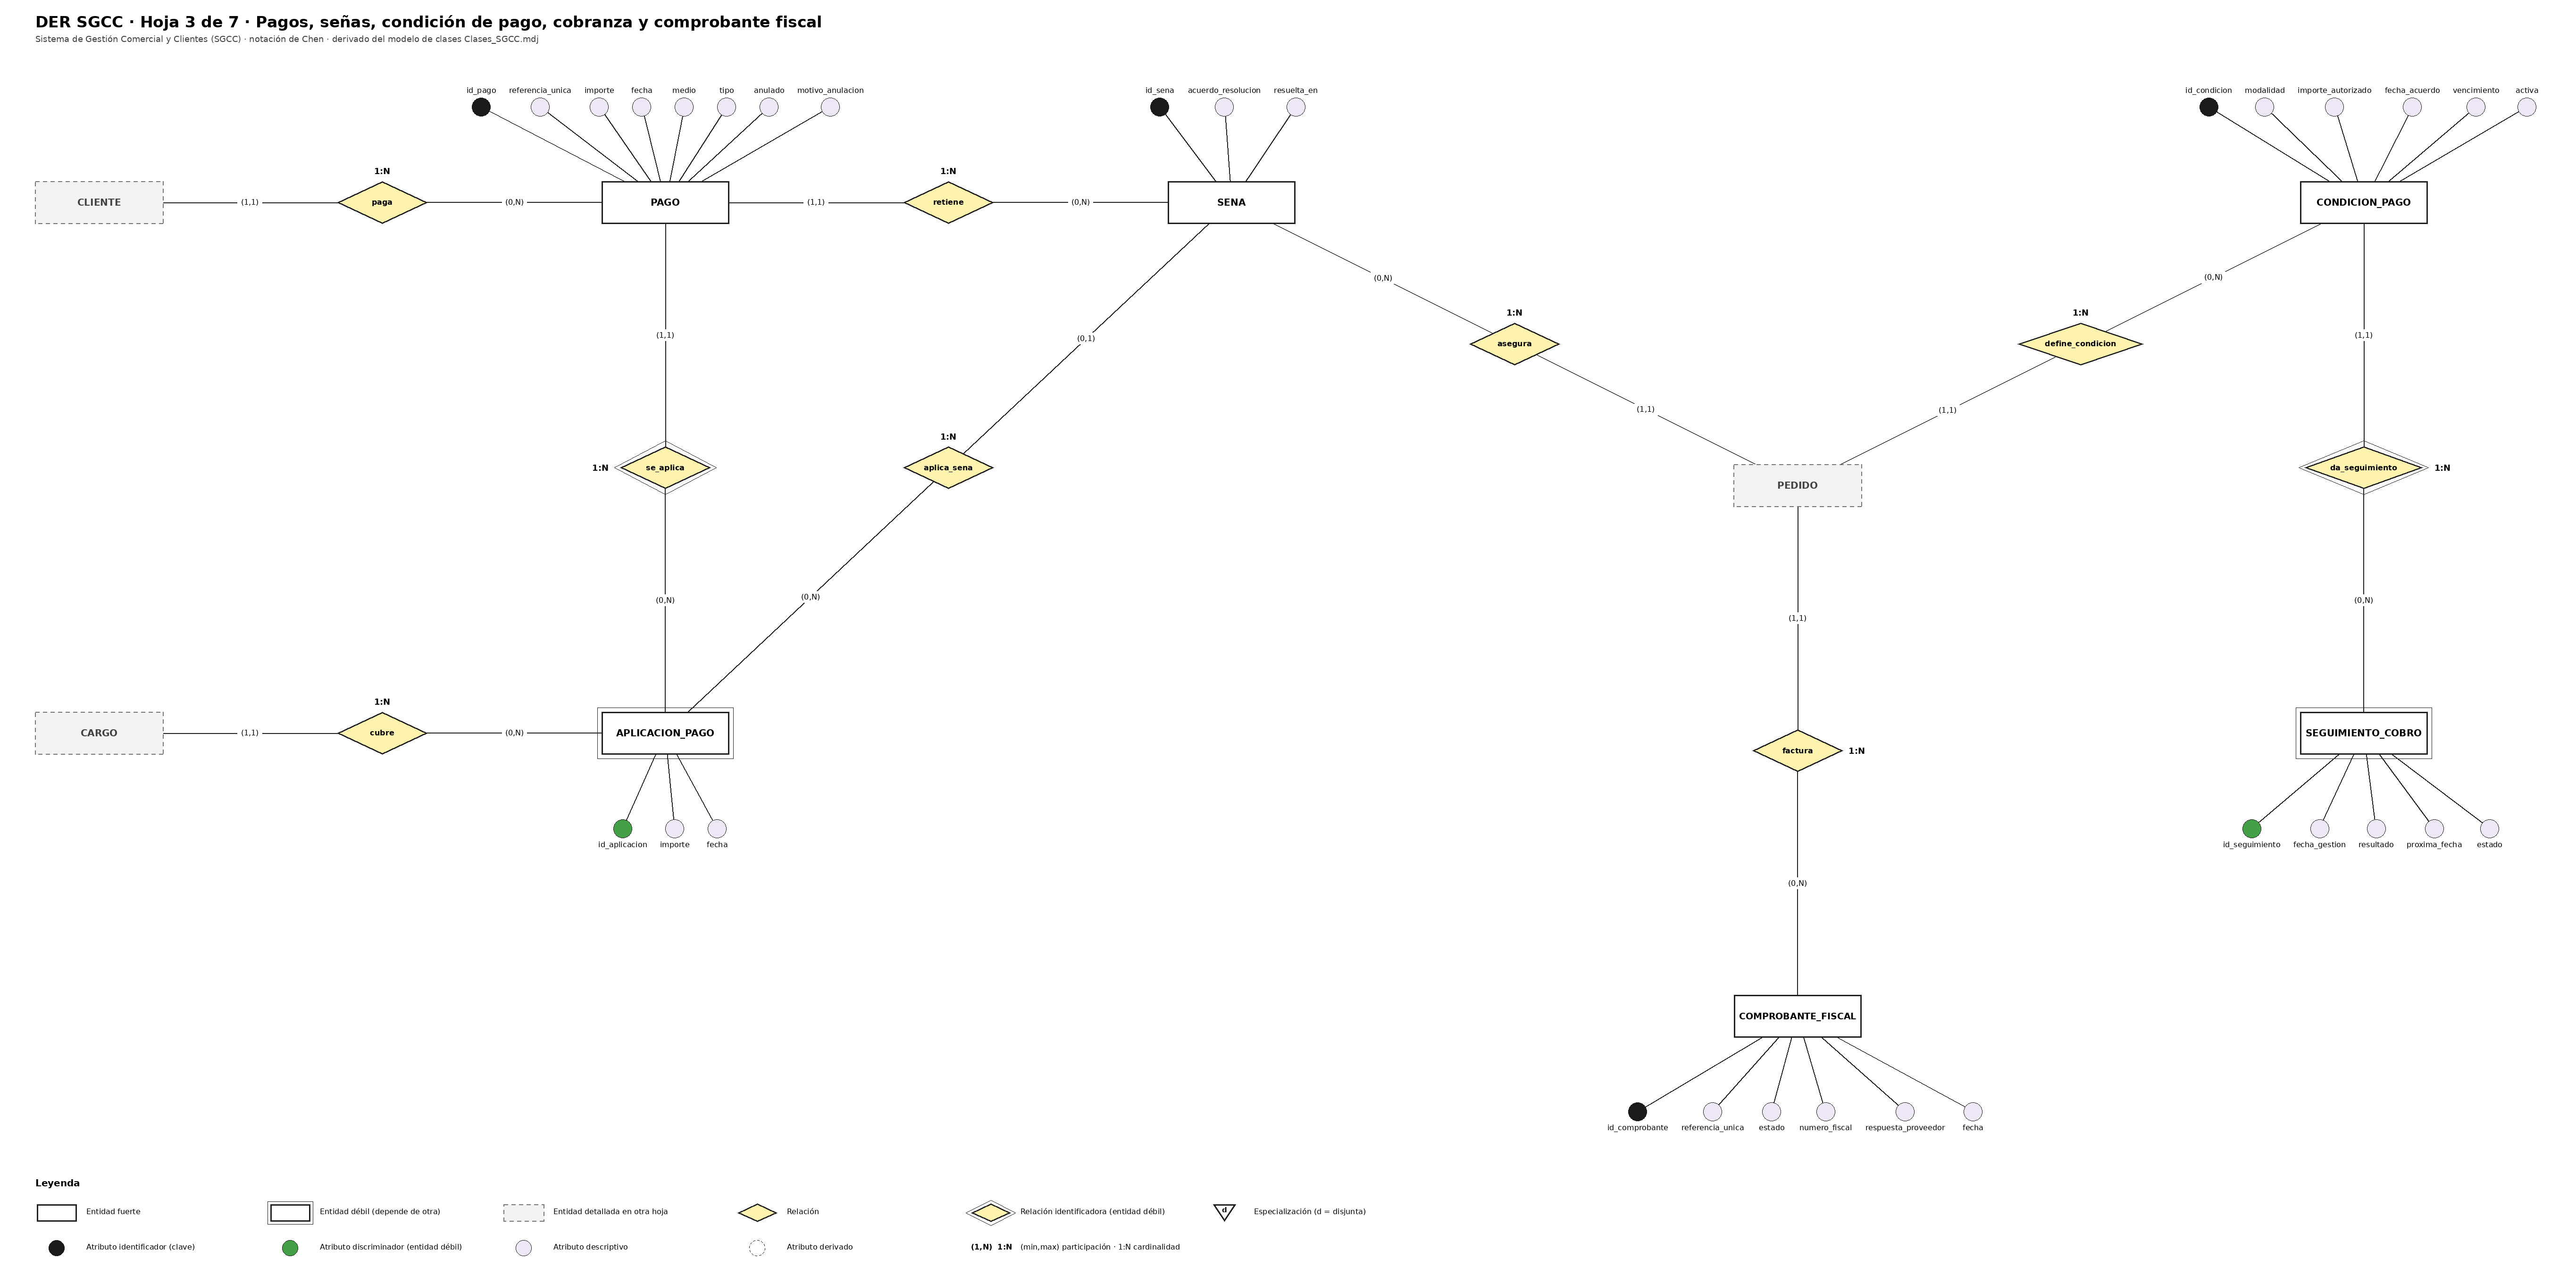 DER SGCC · Hoja 3 de 7 · Pagos, señas, condición de pago, cobranza y comprobante fiscal
Sistema de Gestión Comercial y Clientes (SGCC) · notación de Chen · derivado del modelo de clases Clases_SGCC.mdj
id_pago referencia_unica importe fecha medio tipo anulado motivo_anulacion
id_sena acuerdo_resolucion resuelta_en
id_condicion modalidad importe_autorizado fecha_acuerdo vencimiento activa
1:N
1:N
CLIENTE (1,1) paga (0,N) PAGO (1,1) retiene (0,N) SENA
CONDICION_PAGO
(0,N)
(0,N)
1:N
1:N
(1,1)
(0,1)
(1,1)
asegura
define_condicion
(1,1)
(1,1)
1:N
1:N se_aplica
aplica_sena
da_seguimiento 1:N
PEDIDO
(0,N)
(0,N)
(0,N)
(1,1)
1:N
CARGO (1,1) cubre (0,N) APLICACION_PAGO
factura 1:N
SEGUIMIENTO_COBRO
id_aplicacion importe fecha
id_seguimiento fecha_gestion resultado proxima_fecha estado
(0,N)
COMPROBANTE_FISCAL
id_comprobante referencia_unica estado numero_fiscal respuesta_proveedor fecha
Leyenda
Entidad fuerte
Entidad débil (depende de otra)
Entidad detallada en otra hoja
Relación
Relación identificadora (entidad débil)
d Especialización (d = disjunta)
Atributo identificador (clave)
Atributo discriminador (entidad débil)
Atributo descriptivo
Atributo derivado
(1,N) 1:N (min,max) participación · 1:N cardinalidad